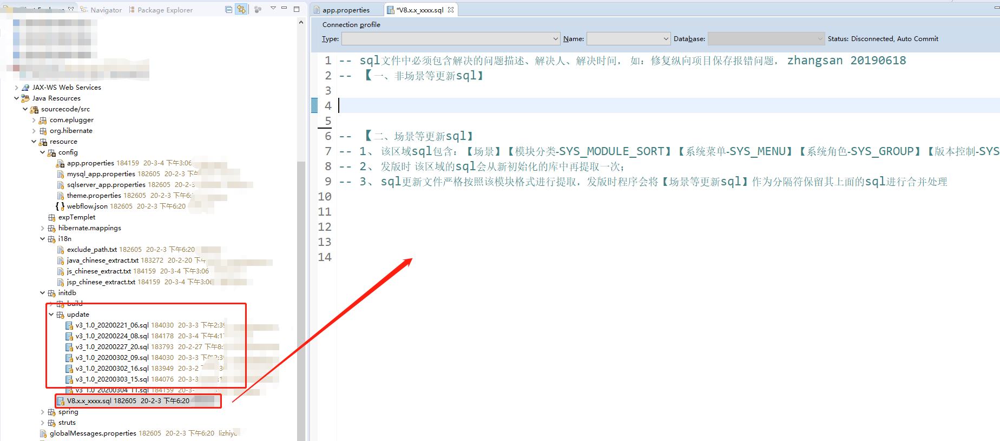 Navigator
Package Explorer
JAX-WS Web Services
Java Resources
sourcecode/src
com.eplugger
org.hibernate
resource
config
app.properties 184159 20-3-4 下午3:06
mysql_app.properties 182605 20-2-3 下午
sqlserver_app.properties 182605 20-2-3
theme.properties 182605 20-2-3 下午6:
webflow.json 182605 20-2-3 下午6:20
expTemplet
hibernate.mappings
i18n
exclude_path.txt 182605 20-2-3 下午6:20
java_chinese_extract.txt 183272 20-2-20 下午
js_chinese_extract.txt 184159 20-3-4 下午3:06
jsp_chinese_extract.txt 184159 20-3-4 下午3:06
initdb
build
update
v3_1.0_20200221_06.sql 184030 20-3-3 下午2:39
v3_1.0_20200224_08.sql 184178 20-3-4 下午4:17
v3_1.0_20200227_20.sql 183793 20-2-27 下午8:
v3_1.0_20200302_09.sql 184030 20-3-3 下午2:39
v3_1.0_20200302_16.sql 183949 20-3-2
v3_1.0_20200303_15.sql 184076 20-3-3
v3_1.0_20200304_11.sql 184159 20-3-
V8.x.x_xxxx.sql 182605 20-2-3 下午6:20
spring
struts
globalMessages.properties 182605 20-2-3 下午6:20
app.properties
*V8.x.x_xxxx.sql
Connection profile
Type: Name: Database: Status: Disconnected, Auto Commit
1 -- sql文件中必须包含解决的问题描述、解决人、解决时间， 如：修复纵向项目保存报错问题， zhangsan 20190618
2 -- 【一、非场景等更新sql】
3
4
5
6 -- 【二、场景等更新sql】
7 -- 1、 该区域sql包含：【场景】【模块分类-SYS_MODULE_SORT】【系统菜单-SYS_MENU】【系统角色-SYS_GROUP】【版本控制-SYS
8 -- 2、 发版时 该区域的sql会从新初始化的库中再提取一次；
9 -- 3、 sql更新文件严格按照该模块格式进行提取，发版时程序会将【场景等更新sql】作为分隔符保留其上面的sql进行合并处理
10
11
12
13
14